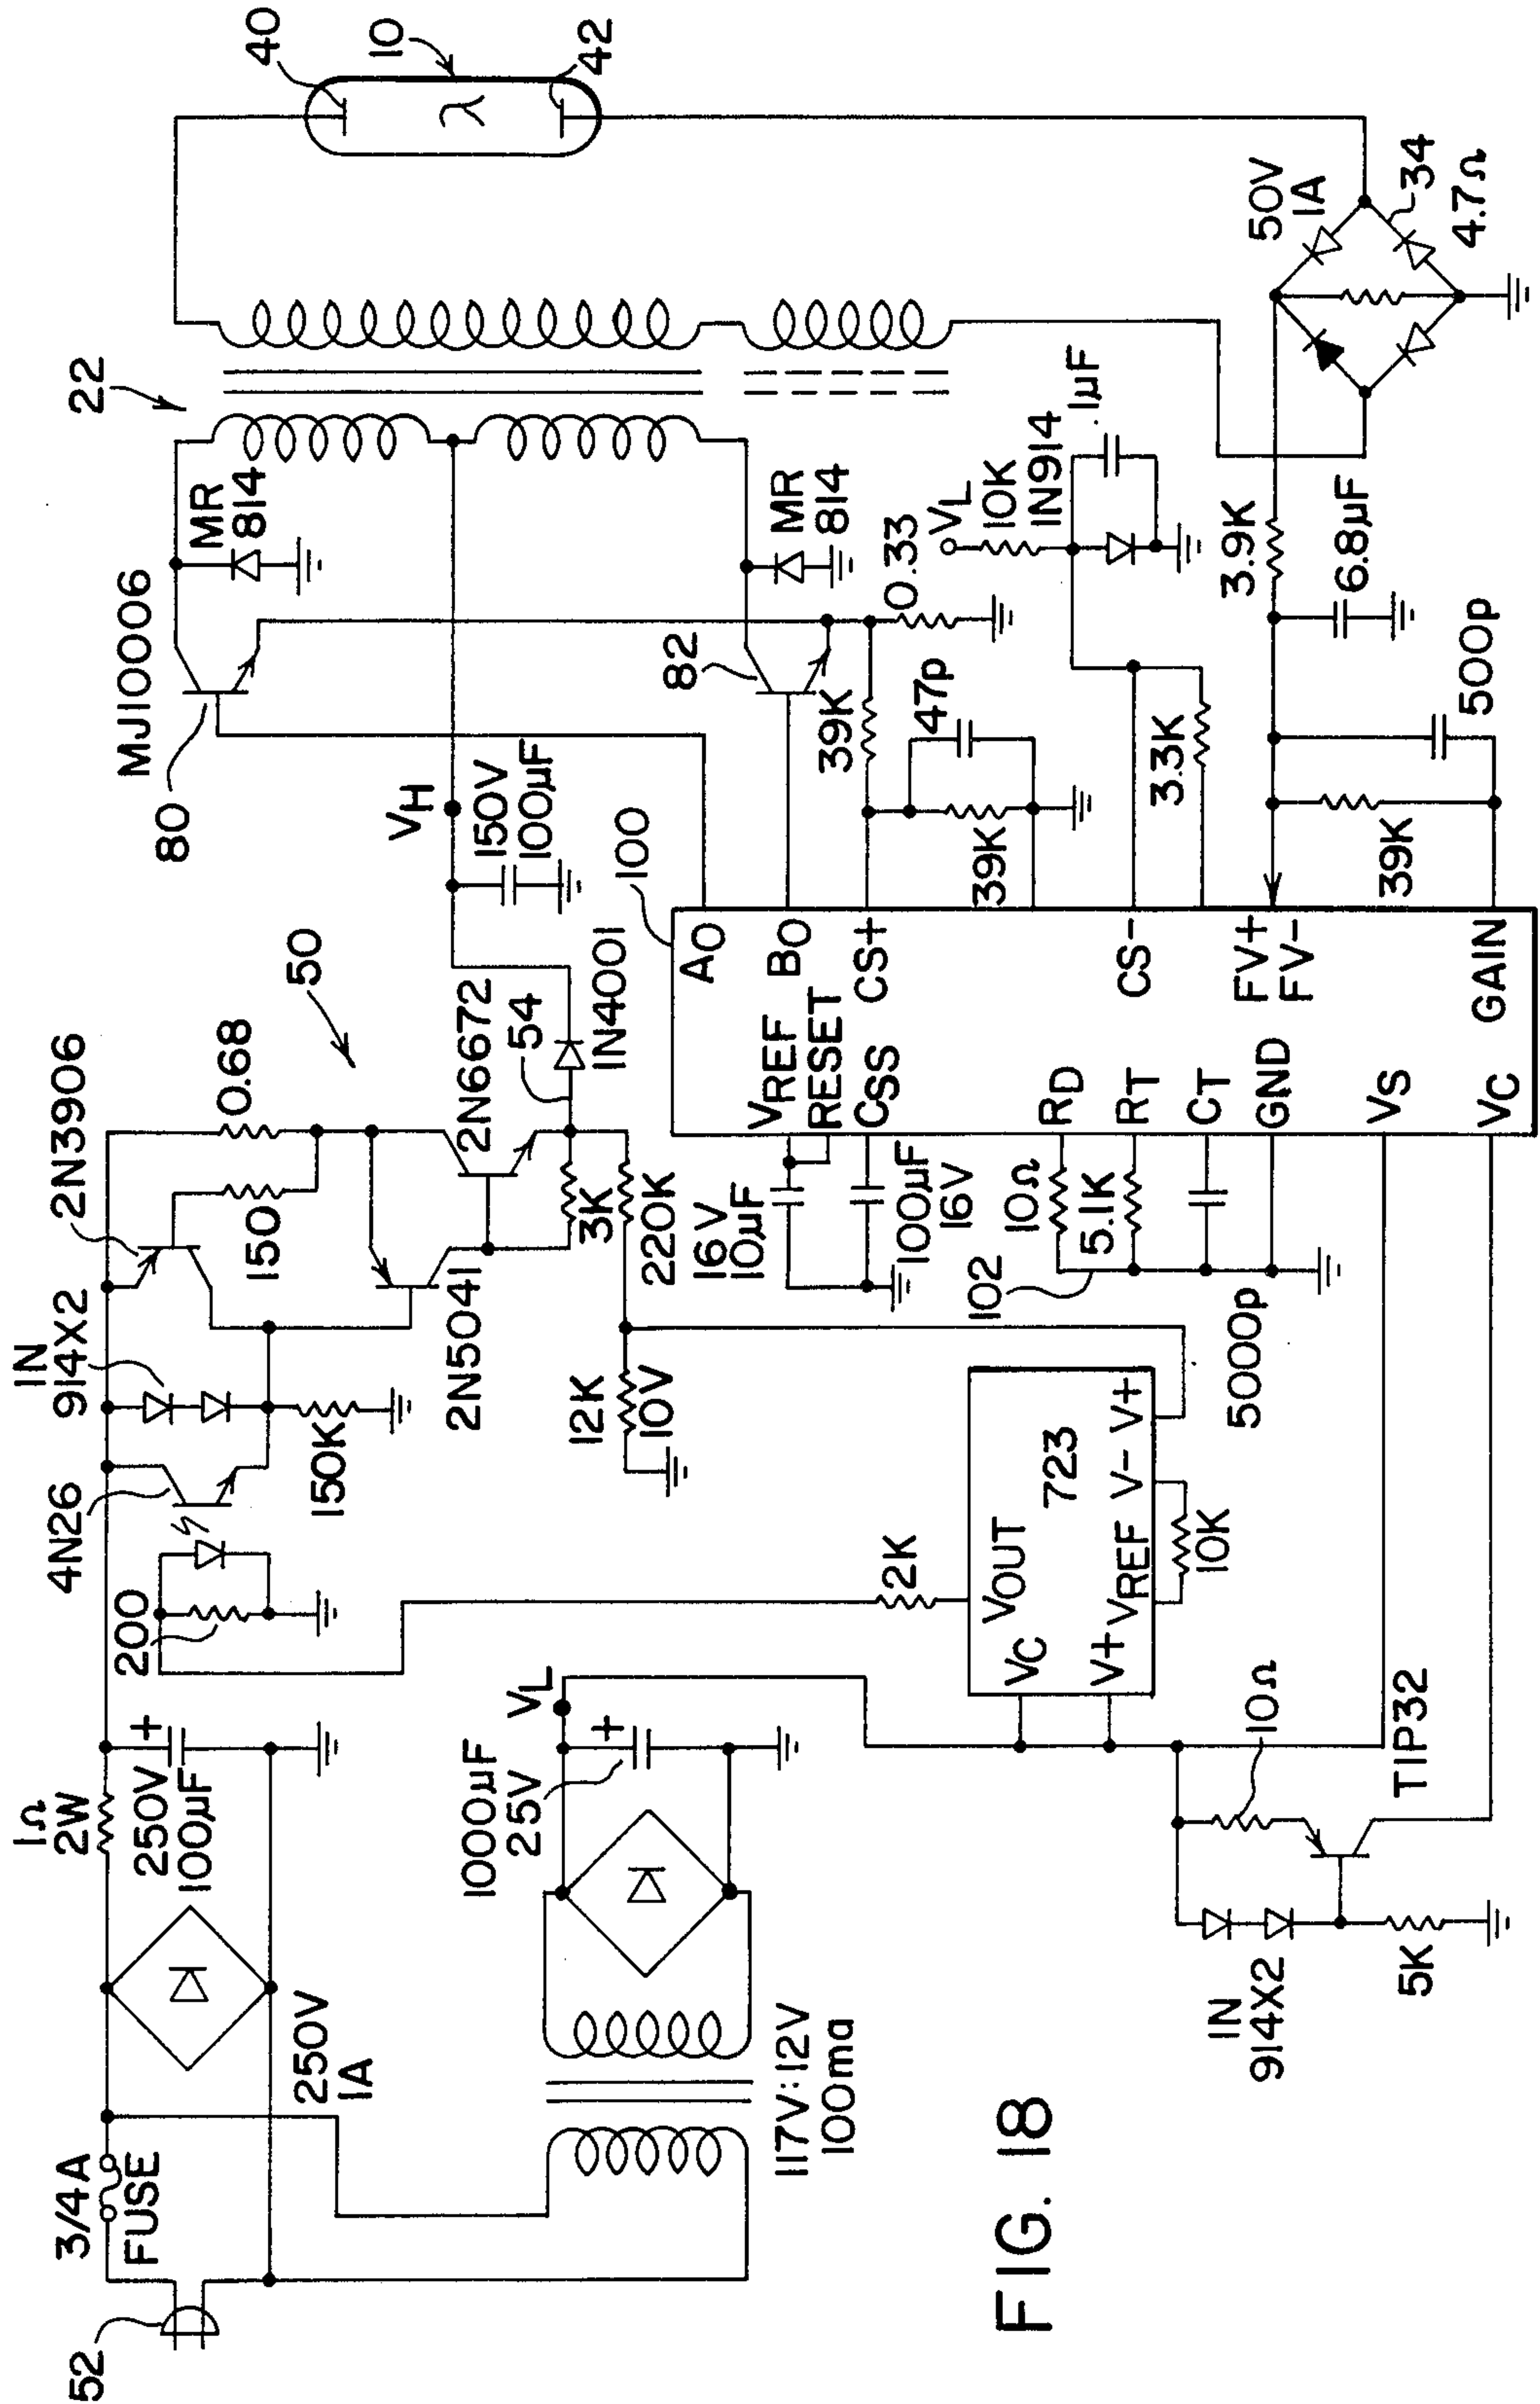 52
3/4 A
FUSE
250V
1A
1Ω
2W
250V
100µF
+
200
4N26
IN
914X2
2N3906
150K
150
0.68
50
2N5041
2N6672
54
1N4001
3K
220K
12K
10V
VH
150V
100µF
80
MJ10006
MR
814
22
MR
814
82
40
10
42
117V:12V
100ma
1000µF
25V
+
VL
2K
VOUT
723
VC
V+
VREF
V-
V+
10K
16V
10µF
100µF
16V
102
10Ω
5.1K
5000p
100
AO
BO
VREF
RESET
CS+
CSS
RD
RT
CT
GND
CS-
FV+
FV-
VS
VC
GAIN
39K
47p
39K
0.33
VL
10K
1N914
.1µF
3.3K
3.9K
6.8µF
500p
39K
50V
1A
34
4.7Ω
IN
914X2
5K
10Ω
TIP32
FIG. 18